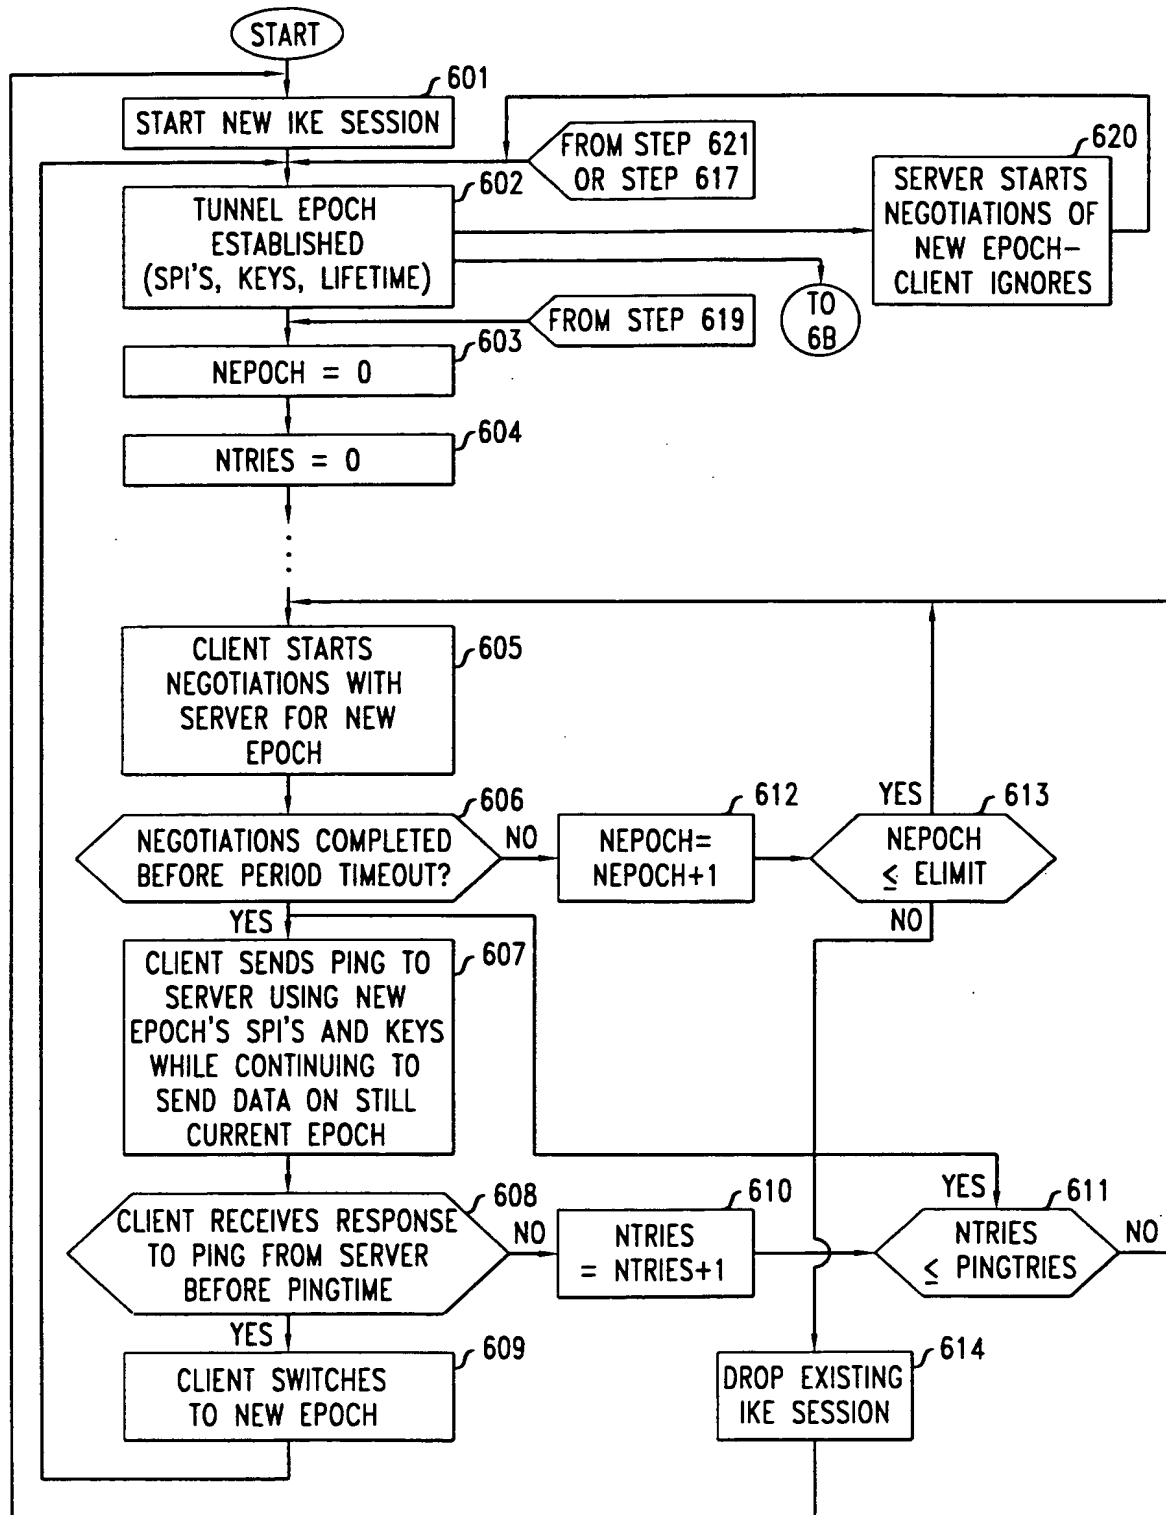 START
601
START NEW IKE SESSION
FROM STEP 621
OR STEP 617
602
TUNNEL EPOCH
ESTABLISHED
(SPI'S, KEYS, LIFETIME)
620
SERVER STARTS
NEGOTIATIONS OF
NEW EPOCH-
CLIENT IGNORES
TO
6B
FROM STEP 619
603
NEPOCH = 0
604
NTRIES = 0
605
CLIENT STARTS
NEGOTIATIONS WITH
SERVER FOR NEW
EPOCH
606
NEGOTIATIONS COMPLETED
BEFORE PERIOD TIMEOUT?
NO
YES
612
NEPOCH=
NEPOCH+1
YES
613
NEPOCH
≤ ELIMIT
NO
607
CLIENT SENDS PING TO
SERVER USING NEW
EPOCH'S SPI'S AND KEYS
WHILE CONTINUING TO
SEND DATA ON STILL
CURRENT EPOCH
608
CLIENT RECEIVES RESPONSE
TO PING FROM SERVER
BEFORE PINGTIME
NO
YES
610
NTRIES
= NTRIES+1
YES
611
NTRIES
≤ PINGTRIES
NO
609
CLIENT SWITCHES
TO NEW EPOCH
614
DROP EXISTING
IKE SESSION